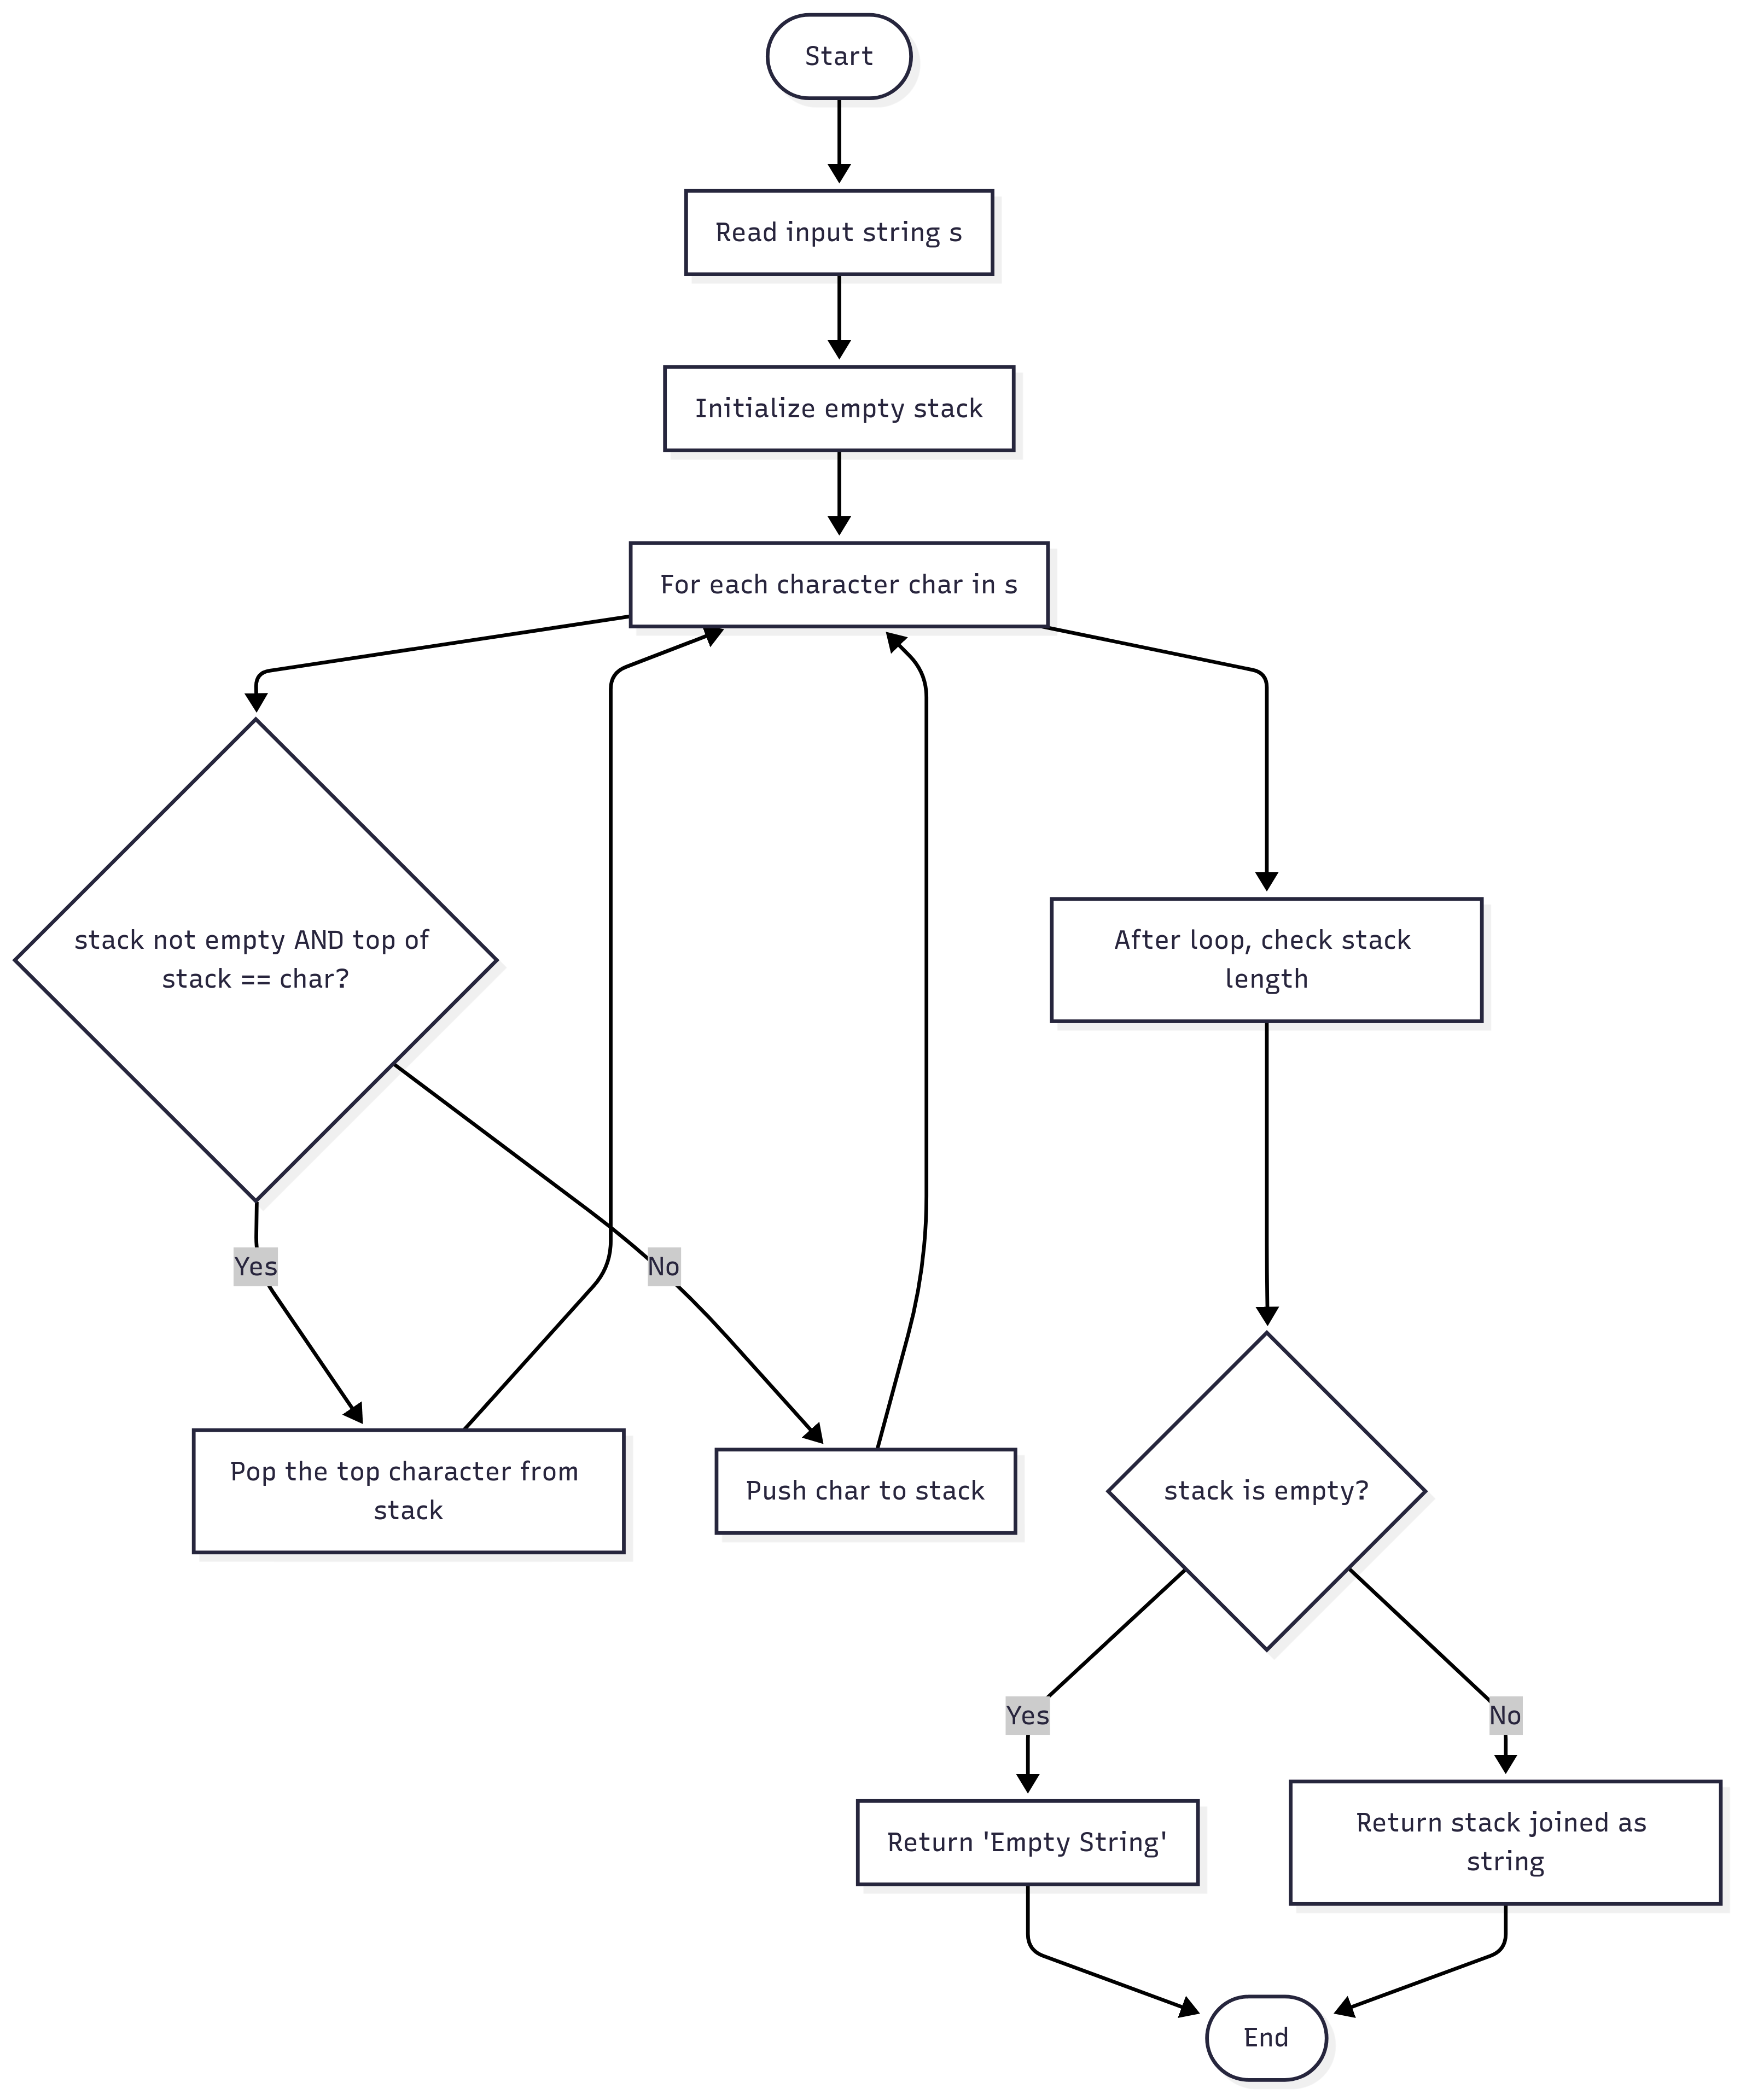 Start
Read input string s
Initialize empty stack
For each character char in s
stack not empty AND top of
stack == char?
After loop, check stack
length
Yes
No
Pop the top character from
stack
Push char to stack
stack is empty?
Yes
No
Return 'Empty String'
Return stack joined as
string
End